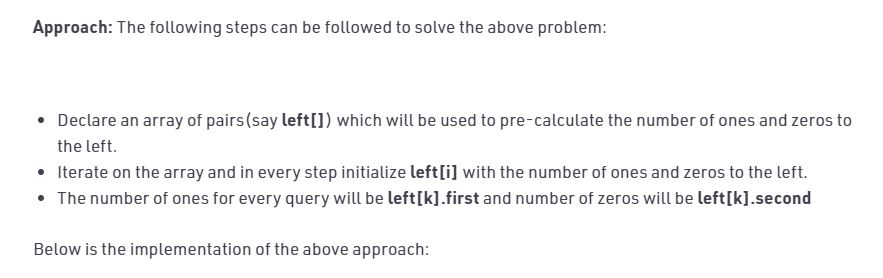 Approach: The following steps can be followed to solve the above problem:
• Declare an array of pairs(say left[]) which will be used to pre-calculate the number of ones and zeros to
the left.
• Iterate on the array and in every step initialize left[i] with the number of ones and zeros to the left.
• The number of ones for every query will be left[k].first and number of zeros will be left[k].second
Below is the implementation of the above approach: